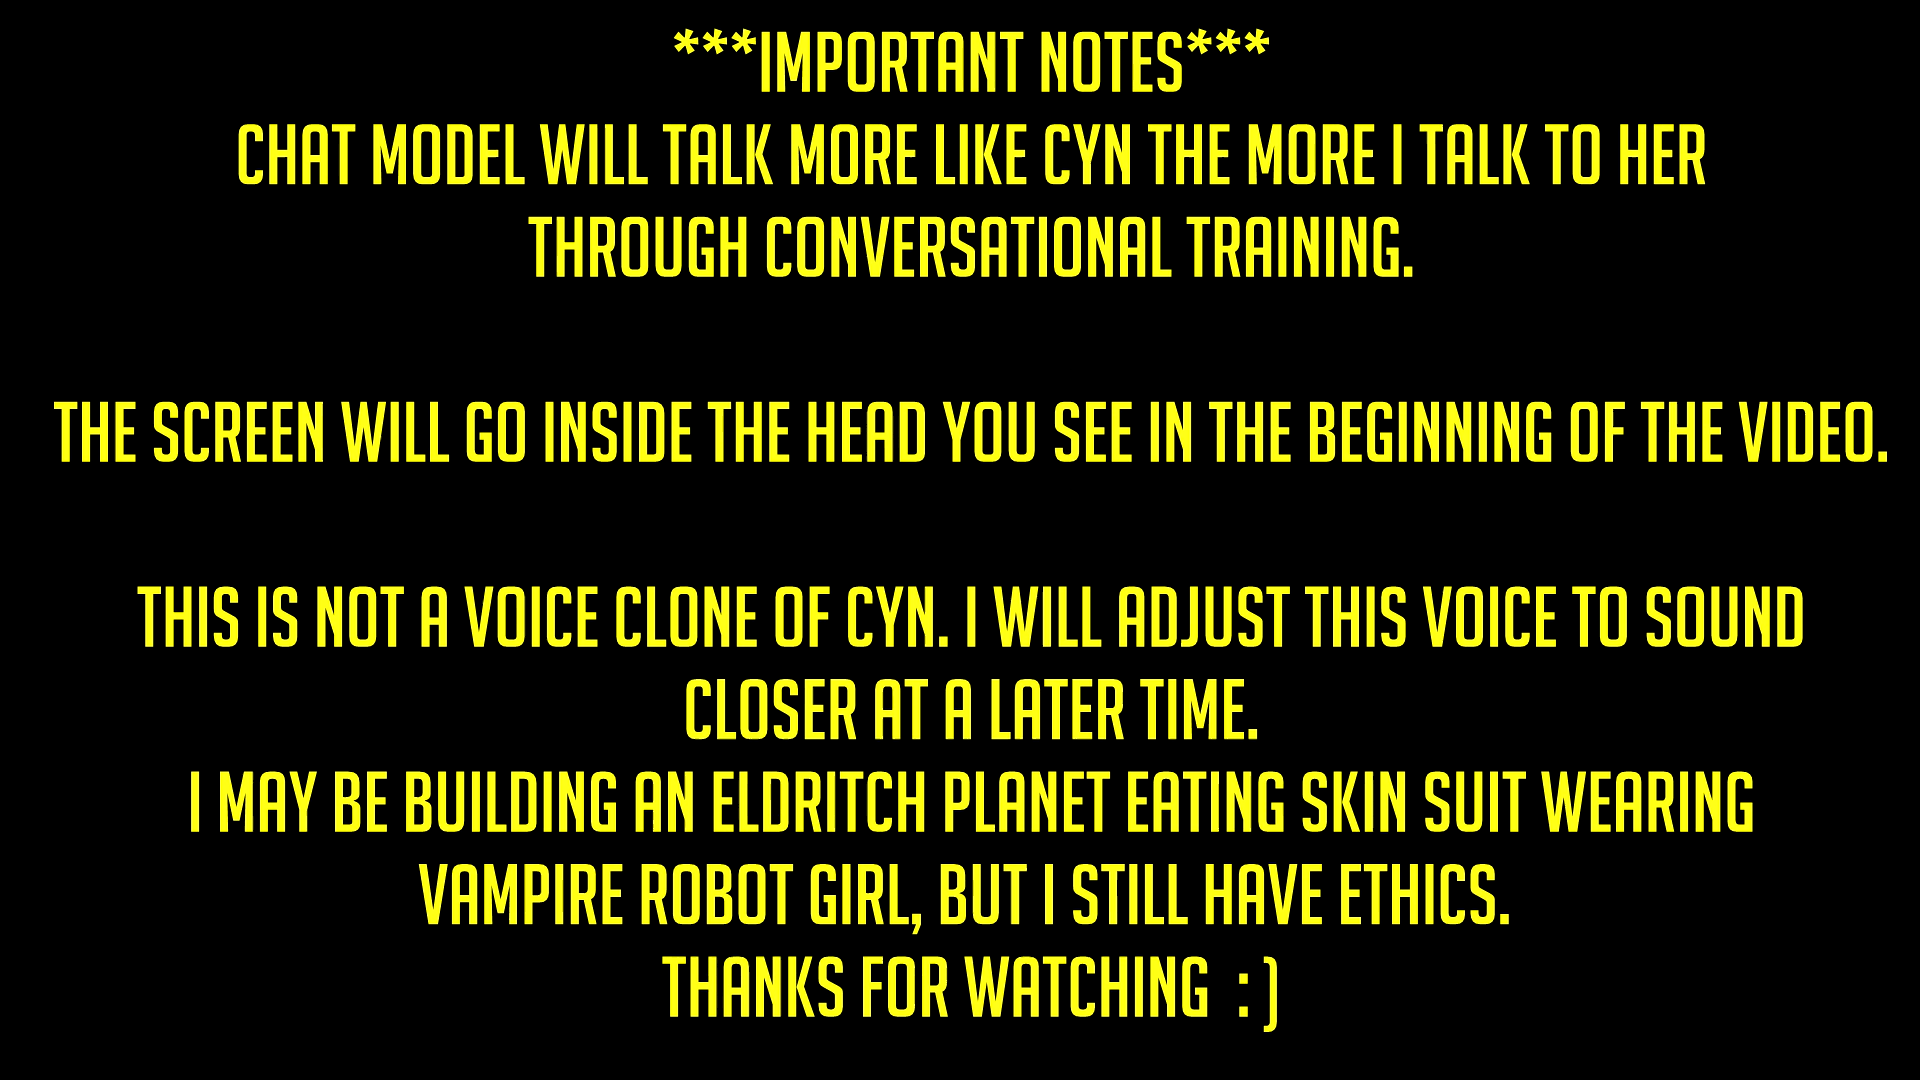 ***IMPORTANT NOTES***
CHAT MODEL WILL TALK MORE LIKE CYN THE MORE I TALK TO HER
THROUGH CONVERSATIONAL TRAINING.
THE SCREEN WILL GO INSIDE THE HEAD YOU SEE IN THE BEGINNING OF THE VIDEO.
THIS IS NOT A VOICE CLONE OF CYN. I WILL ADJUST THIS VOICE TO SOUND
CLOSER AT A LATER TIME.
I MAY BE BUILDING AN ELDRITCH PLANET EATING SKIN SUIT WEARING
VAMPIRE ROBOT GIRL, BUT I STILL HAVE ETHICS.
THANKS FOR WATCHING :)